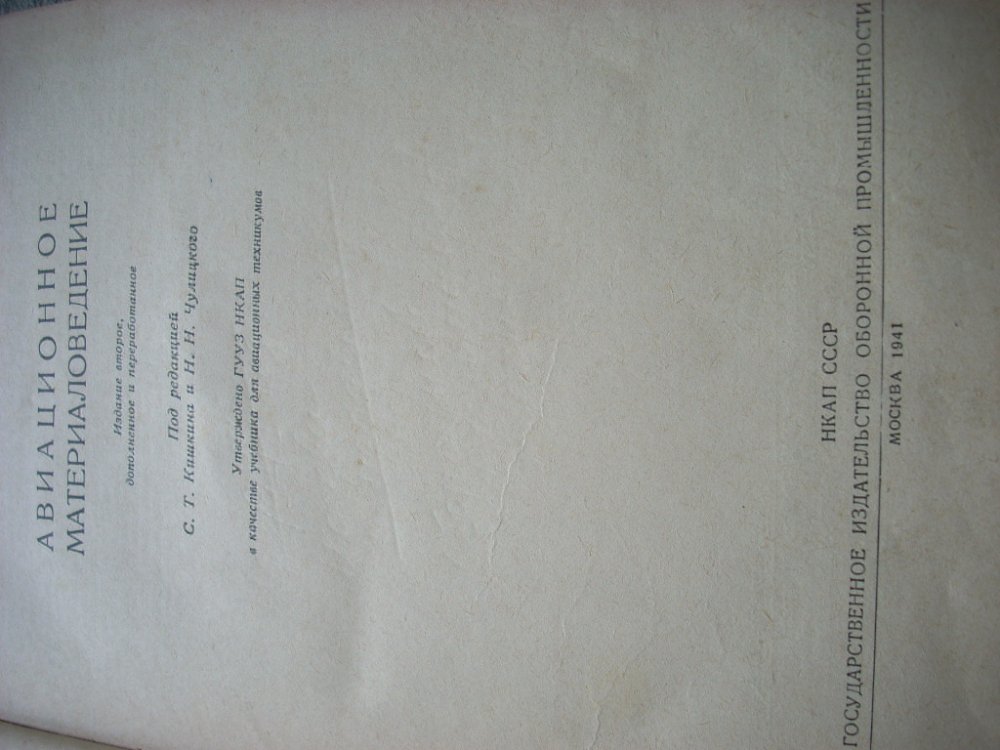 АВИАЦИОННОЕ
МАТЕРИАЛОВЕДЕНИЕ
Издание второе,
дополненное и переработанное
Под редакцией
С. Т. Кишкина и Н. Н. Чулицкого
Утверждено ГУУЗ НКАП
в качестве учебника для авиационных техникумов
НКАП СССР
ГОСУДАРСТВЕННОЕ ИЗДАТЕЛЬСТВО ОБОРОННОЙ ПРОМЫШЛЕННОСТИ
МОСКВА 1941